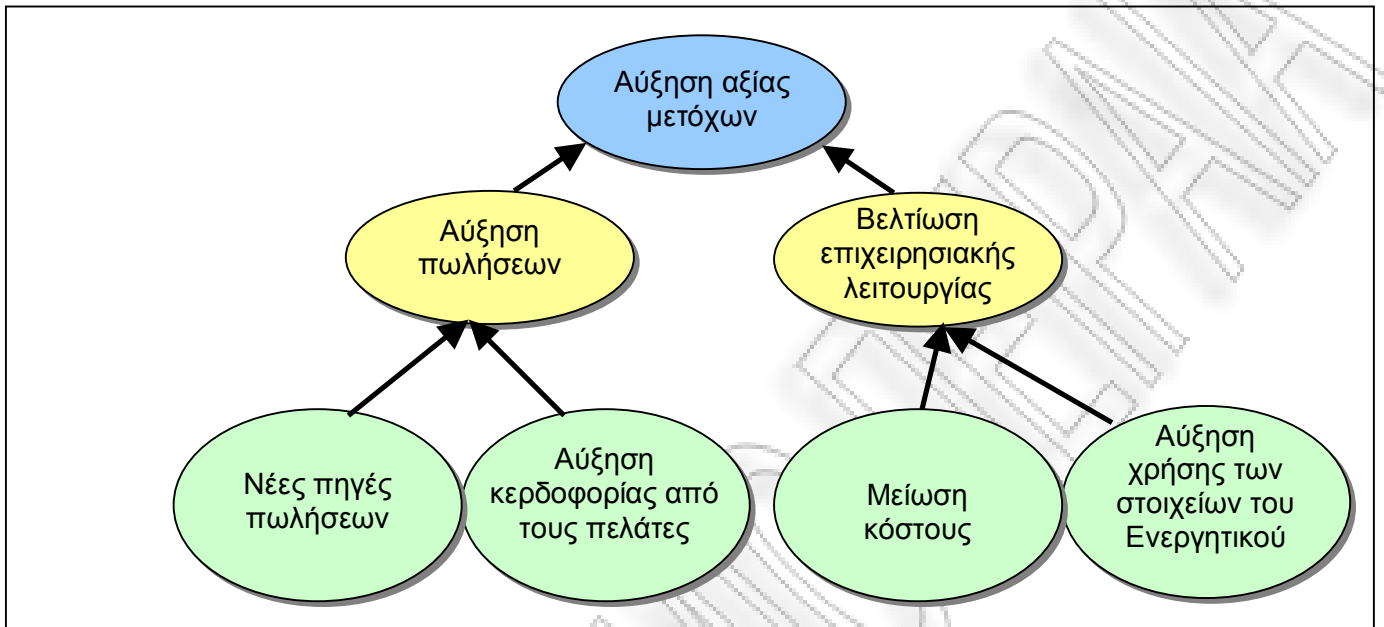 Αύξηση αξίας
μετόχων
Αύξηση
πωλήσεων
Βελτίωση
επιχειρησιακής
λειτουργίας
Νέες πηγές
πωλήσεων
Αύξηση
κερδοφορίας από
τους πελάτες
Μείωση
κόστους
Αύξηση
χρήσης των
στοιχείων του
Ενεργητικού